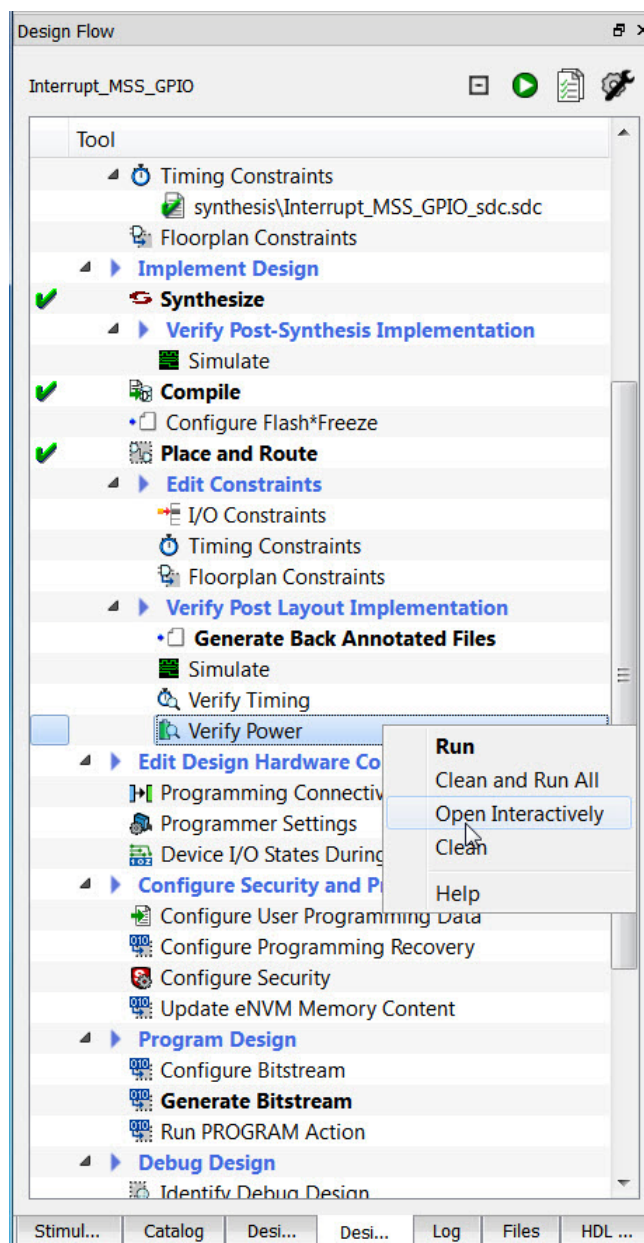 Design Flow
Interrupt_MSS_GPIO
Tool
Timing Constraints
synthesis\Interrupt_MSS_GPIO_sdc.sdc
Floorplan Constraints
Implement Design
Synthesize
Verify Post-Synthesis Implementation
Simulate
Compile
Configure Flash*Freeze
Place and Route
Edit Constraints
I/O Constraints
Timing Constraints
Floorplan Constraints
Verify Post Layout Implementation
Generate Back Annotated Files
Simulate
Verify Timing
Verify Power
Run
Clean and Run All
Open Interactively
Clean
Help
Edit Design Hardware Co
Programming Connectiv
Programmer Settings
Device I/O States During
Configure Security and P
Configure User Programming Data
Configure Programming Recovery
Configure Security
Update eNVM Memory Content
Program Design
Configure Bitstream
Generate Bitstream
Run PROGRAM Action
Debug Design
Identify Debug Design
Stimul... Catalog Desi... Desi... Log Files HDL ...